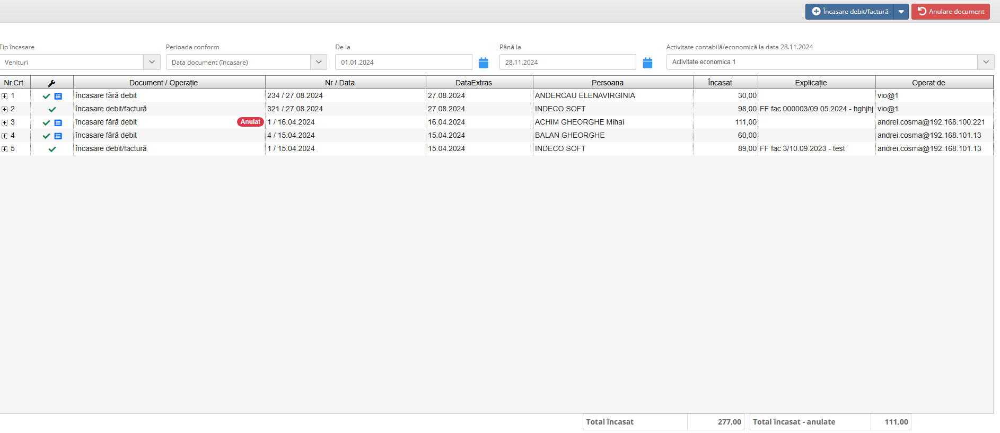 Încasare debit/factură Anulare document
Tip încasare Perioada conform De la Până la Activitate contabilă/economică la data 28.11.2024
Venituri Data document (încasare) 01.01.2024 28.11.2024 Activitate economica 1
Nr.Crt. Document / Operație Nr / Data DataExtras Persoana Încasat Explicație Operat de
1 încasare fără debit 234 / 27.08.2024 27.08.2024 ANDERCAU ELENAVIRGINIA 30,00 vio@1
2 încasare debit/factură 321 / 27.08.2024 27.08.2024 INDECO SOFT 98,00 FF fac 000003/09.05.2024 - hghjhj vio@1
3 încasare fără debit Anulat 1 / 16.04.2024 16.04.2024 ACHIM GHEORGHE Mihai 111,00 andrei.cosma@192.168.100.221
4 încasare fără debit 4 / 15.04.2024 15.04.2024 BALAN GHEORGHE 60,00 andrei.cosma@192.168.101.13
5 încasare debit/factură 1 / 15.04.2024 15.04.2024 INDECO SOFT 89,00 FF fac 3/10.09.2023 - test andrei.cosma@192.168.101.13
Total încasat 277,00 Total încasat - anulate 111,00